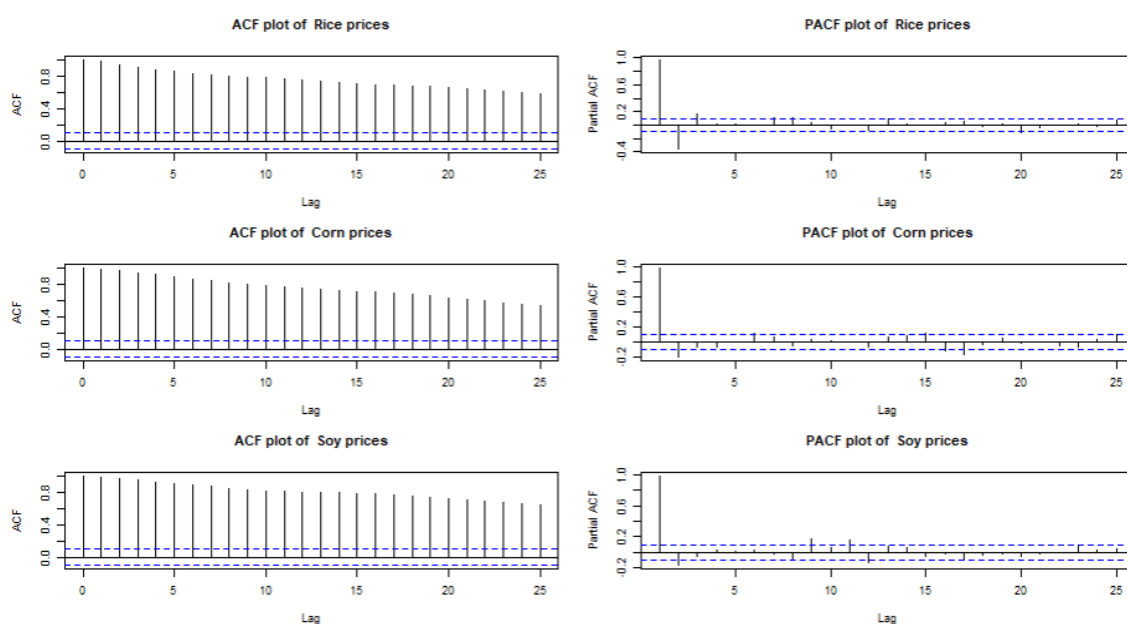 ACF plot of Rice prices
ACF
0.0 0.4 0.8
0 5 10 15 20 25
Lag
PACF plot of Rice prices
Partial ACF
-0.4 0.2 1.0
5 10 15 20 25
Lag
ACF plot of Corn prices
ACF
0.0 0.4 0.8
0 5 10 15 20 25
Lag
PACF plot of Corn prices
Partial ACF
-0.2 0.2 0.6 1.0
5 10 15 20 25
Lag
ACF plot of Soy prices
ACF
0.0 0.4 0.8
0 5 10 15 20 25
Lag
PACF plot of Soy prices
Partial ACF
-0.2 0.2 0.6 1.0
5 10 15 20 25
Lag